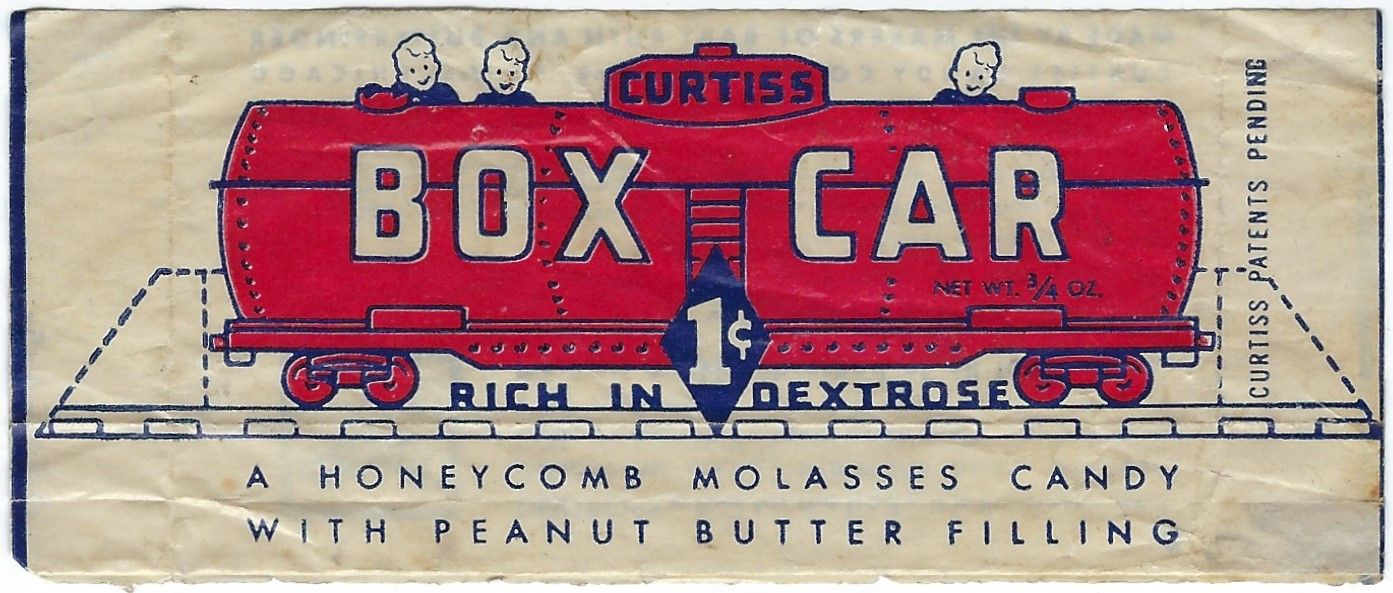 CURTISS
BOX CAR
NET WT. 3/4 OZ.
1¢
RICH IN DEXTROSE
A HONEYCOMB MOLASSES CANDY
WITH PEANUT BUTTER FILLING
CURTISS PATENTS PENDING